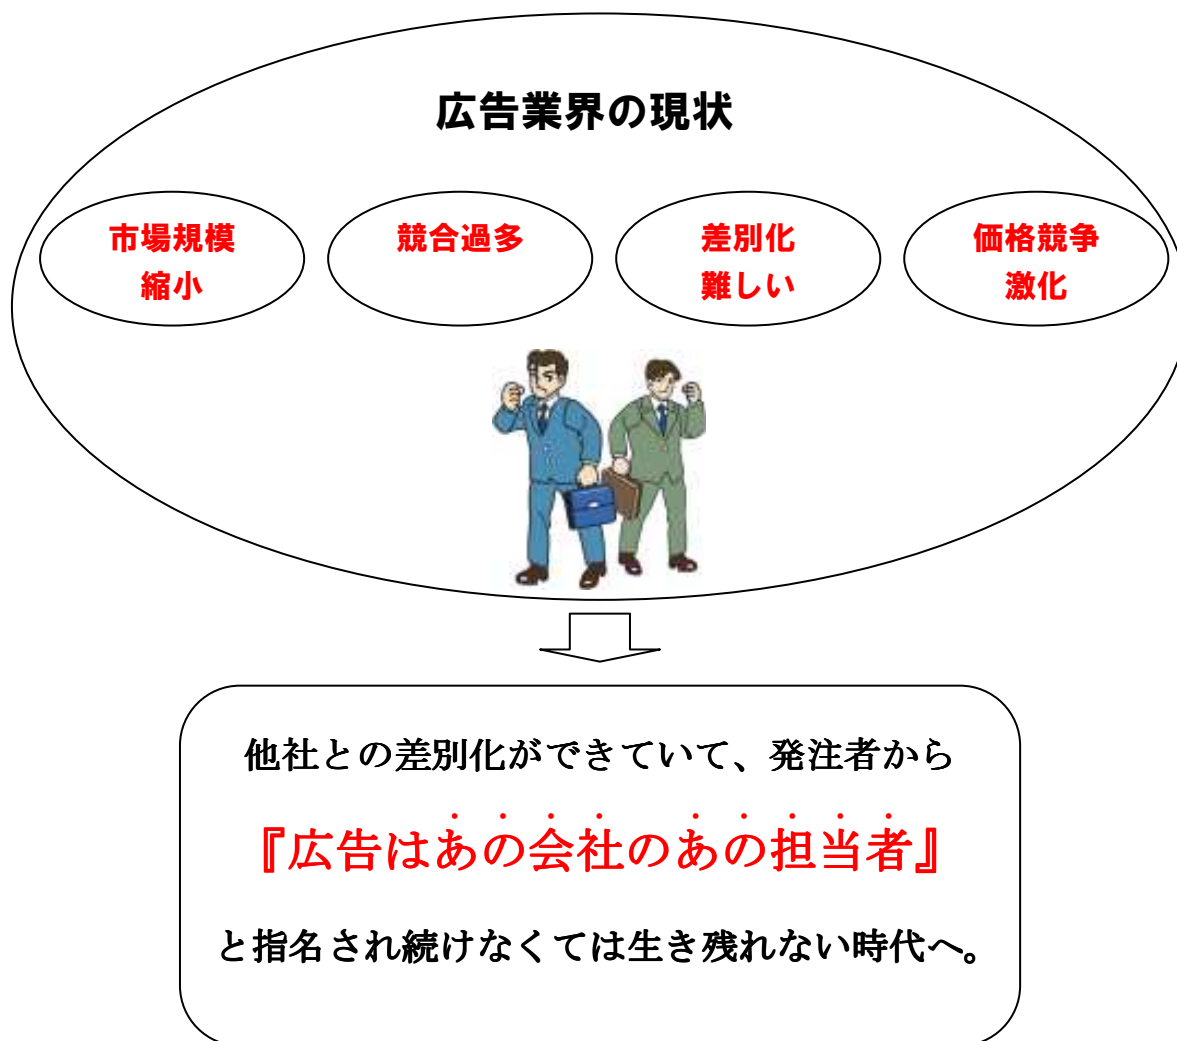 広告業界の現状
市場規模
縮小
競合過多
差別化
難しい
価格競争
激化
他社との差別化ができていて、発注者から
『広告はあの会社のあの担当者』
と指名され続けなくては生き残れない時代へ。